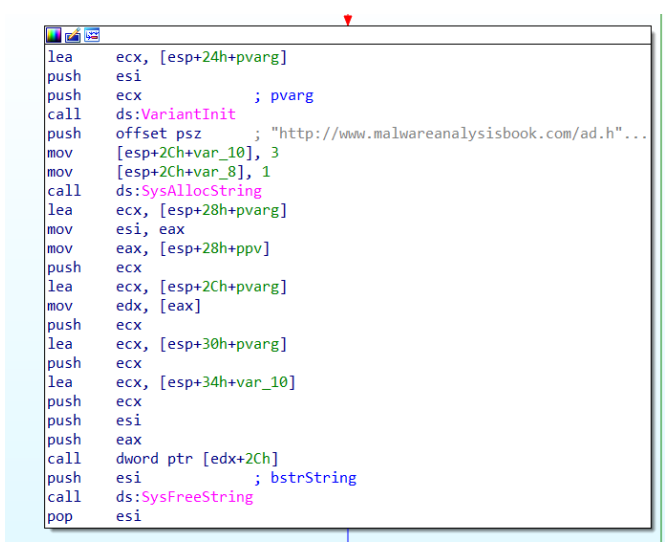 lea ecx, [esp+24h+pvarg]
push esi
push ecx ; pvarg
call ds:VariantInit
push offset psz ; "http://www.malwareanalysisbook.com/ad.h"...
mov [esp+2Ch+var_10], 3
mov [esp+2Ch+var_8], 1
call ds:SysAllocString
lea ecx, [esp+28h+pvarg]
mov esi, eax
mov eax, [esp+28h+ppv]
push ecx
lea ecx, [esp+2Ch+pvarg]
mov edx, [eax]
push ecx
lea ecx, [esp+30h+pvarg]
push ecx
lea ecx, [esp+34h+var_10]
push ecx
push esi
push eax
call dword ptr [edx+2Ch]
push esi ; bstrString
call ds:SysFreeString
pop esi